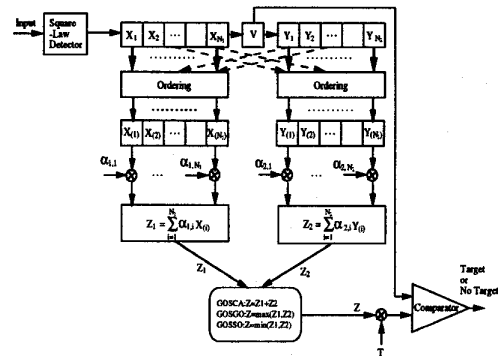 Input
Square
-Law
Detector
X1 X2 ... XN1
V
Y1 Y2 ... YN2
..........
..........
Ordering
Ordering
..........
..........
X(1) X(2) ... X(N1)
Y(1) Y(2) ... Y(N2)
α1,1 ... α1,N1
α2,1 ... α2,N2
Z1 = ∑ α1,i X(i)
Z2 = ∑ α2,i Y(i)
Z1
Z2
GOSCA:Z=Z1+Z2
GOSGO:Z=max(Z1,Z2)
GOSSO:Z=min(Z1,Z2)
Z
T
Comparator
Target
or
No Target